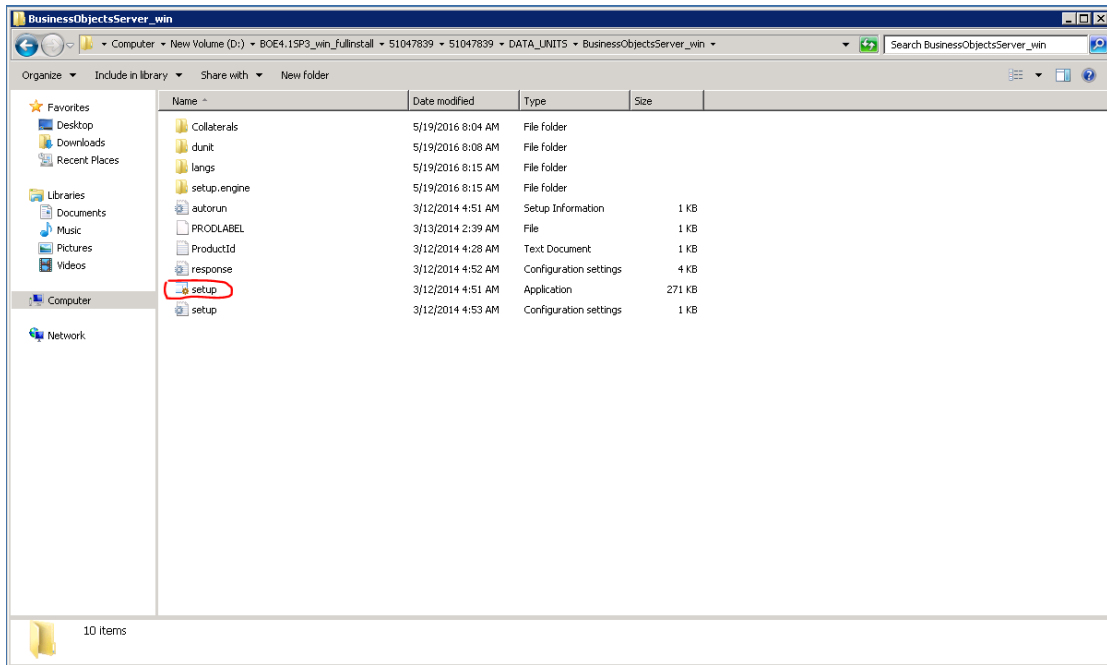 BusinessObjectsServer_win
Computer New Volume (D:) BOE4.1SP3_win_fullinstall 51047839 51047839 DATA_UNITS BusinessObjectsServer_win Search BusinessObjectsServer_win
Organize Include in library Share with New folder
Favorites
Desktop
Downloads
Recent Places
Libraries
Documents
Music
Pictures
Videos
Computer
Network
Name Date modified Type Size
Collaterals 5/19/2016 8:04 AM File folder
dunit 5/19/2016 8:08 AM File folder
langs 5/19/2016 8:15 AM File folder
setup.engine 5/19/2016 8:15 AM File folder
autorun 3/12/2014 4:51 AM Setup Information 1 KB
PRODLABEL 3/13/2014 2:39 AM File 1 KB
ProductId 3/12/2014 4:28 AM Text Document 1 KB
response 3/12/2014 4:52 AM Configuration settings 4 KB
setup 3/12/2014 4:51 AM Application 271 KB
setup 3/12/2014 4:53 AM Configuration settings 1 KB
10 items